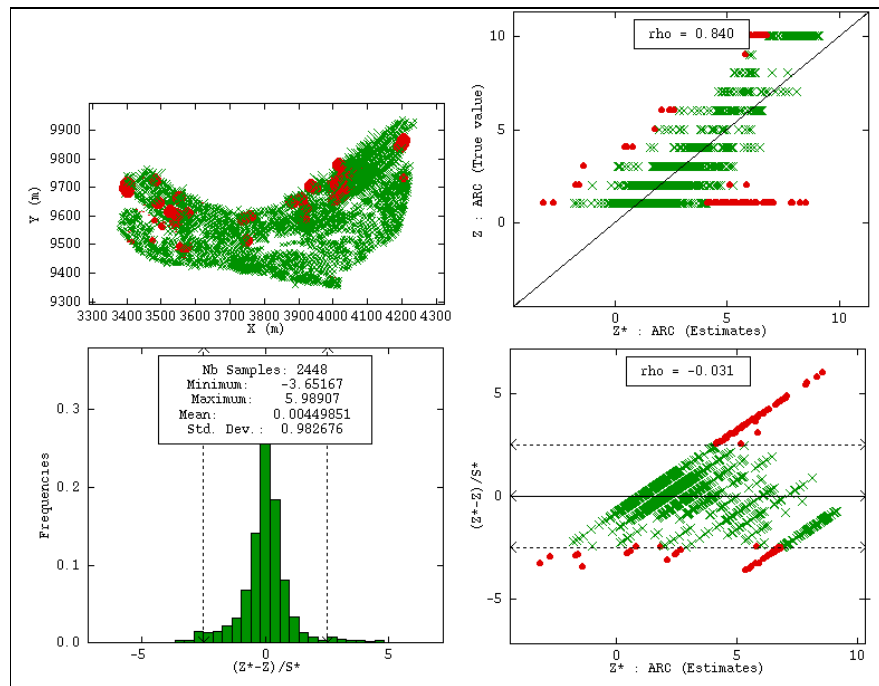 9900
9800
9700
9600
9500
9400
9300
Y (m)
3300 3400 3500 3600 3700 3800 3900 4000 4100 4200 4300
X (m)
rho = 0.840
10
5
0
Z : ARC (True value)
0 5 10
Z* : ARC (Estimates)
Nb Samples: 2448
Minimum: -3.65167
Maximum: 5.98907
Mean: 0.00449851
Std. Dev.: 0.982676
0.3
0.2
0.1
0.0
Frequencies
-5 0 5
(Z*-Z)/S*
rho = -0.031
5
0
-5
(Z*-Z)/S*
0 5 10
Z* : ARC (Estimates)